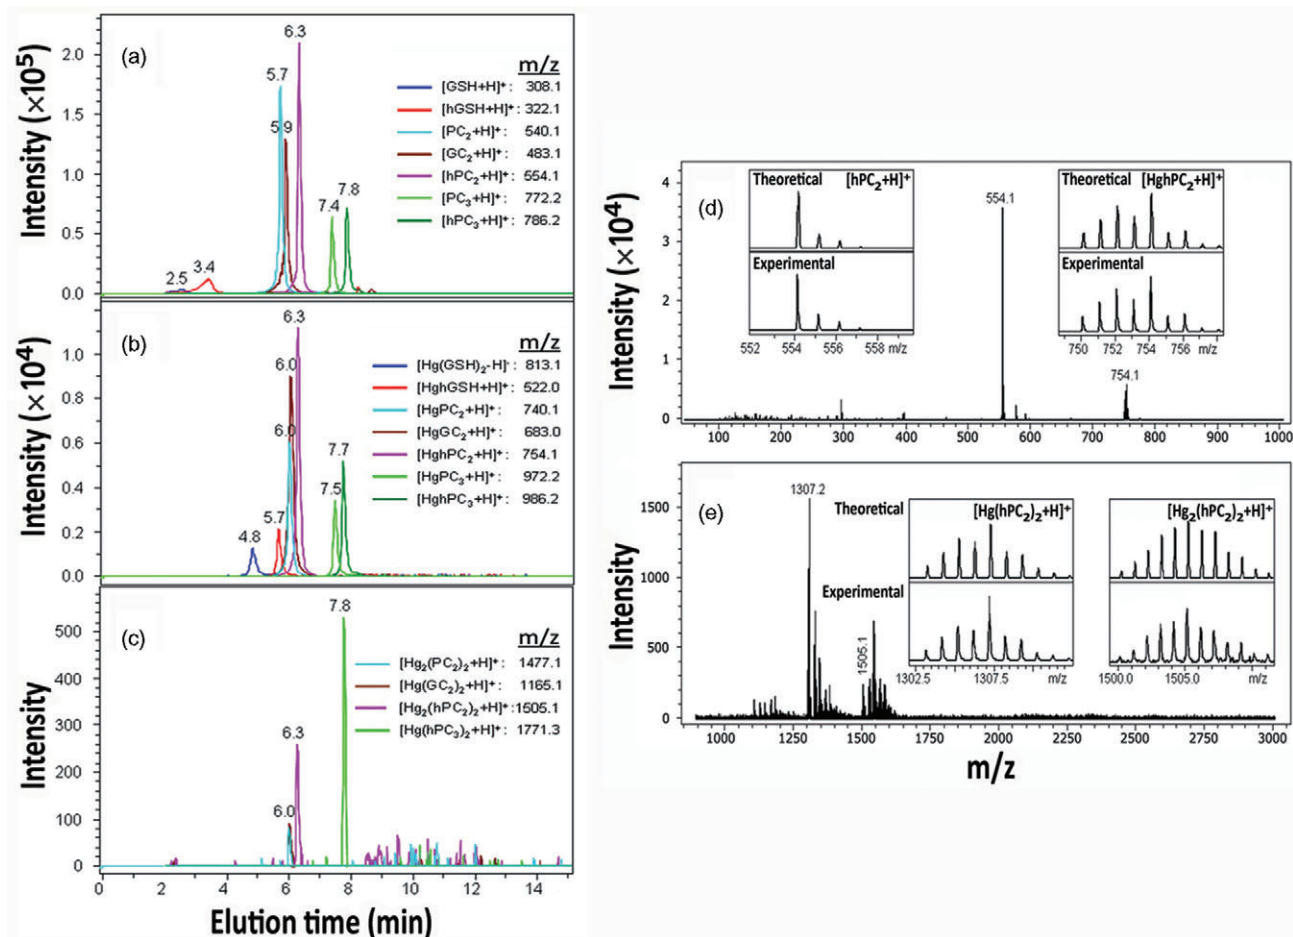 (a)
Intensity (×10⁵)
2.0
1.5
1.0
0.5
0.0
2.5
3.4
5.7
5.9
6.3
7.4
7.8
m/z
[GSH+H]⁺: 308.1
[hGSH+H]⁺: 322.1
[PC₂+H]⁺: 540.1
[GC₂+H]⁺: 483.1
[hPC₂+H]⁺: 554.1
[PC₃+H]⁺: 772.2
[hPC₃+H]⁺: 786.2
(b)
Intensity (×10⁴)
1.0
0.8
0.6
0.4
0.2
0.0
4.8
5.7
6.0
6.0
6.3
7.5
7.7
m/z
[Hg(GSH)₂-H]⁻: 813.1
[HghGSH+H]⁺: 522.0
[HgPC₂+H]⁺: 740.1
[HgGC₂+H]⁺: 683.0
[HghPC₂+H]⁺: 754.1
[HgPC₃+H]⁺: 972.2
[HghPC₃+H]⁺: 986.2
(c)
Intensity
500
400
300
200
100
0
6.0
6.3
7.8
m/z
[Hg₂(PC₂)₂+H]⁺: 1477.1
[Hg(GC₂)₂+H]⁺: 1165.1
[Hg₂(hPC₂)₂+H]⁺: 1505.1
[Hg(hPC₃)₂+H]⁺: 1771.3
0 2 4 6 8 10 12 14
Elution time (min)
(d)
Intensity (×10⁴)
4
3
2
1
0
554.1
754.1
Theoretical [hPC₂+H]⁺
Experimental
552 554 556 558 m/z
Theoretical [HghPC₂+H]⁺
Experimental
750 752 754 756 m/z
100 200 300 400 500 600 700 800 900 1000
(e)
Intensity
1500
1000
500
0
1307.2
1505.1
Theoretical
Experimental
[Hg(hPC₂)₂+H]⁺
1302.5 1307.5 m/z
[Hg₂(hPC₂)₂+H]⁺
1500.0 1505.0 m/z
1000 1250 1500 1750 2000 2250 2500 2750 3000
m/z